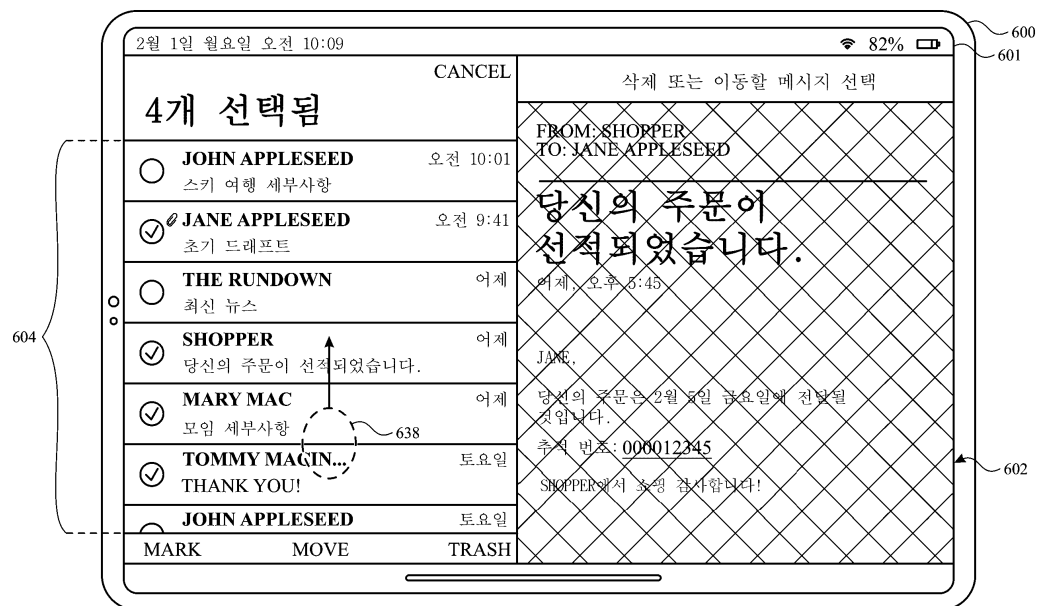 2월 1일 월요일 오전 10:09
82%
600
601
CANCEL
4개 선택됨
삭제 또는 이동할 메시지 선택
JOHN APPLESEED 오전 10:01
스키 여행 세부사항
JANE APPLESEED 오전 9:41
초기 드래프트
THE RUNDOWN 어제
최신 뉴스
SHOPPER 어제
당신의 주문이 선적되었습니다.
MARY MAC 어제
모임 세부사항
638
TOMMY MACIN... 토요일
THANK YOU!
JOHN APPLESEED 토요일
MARK MOVE TRASH
604
FROM: SHOPPER
TO: JANE APPLESEED
당신의 주문이
선적되었습니다.
어제, 오후 5:45
JANE,
당신의 주문은 2월 5일 금요일에 전달될
것입니다.
추적 번호: 000012345
SHOPPER에서 쇼핑 감사합니다!
602